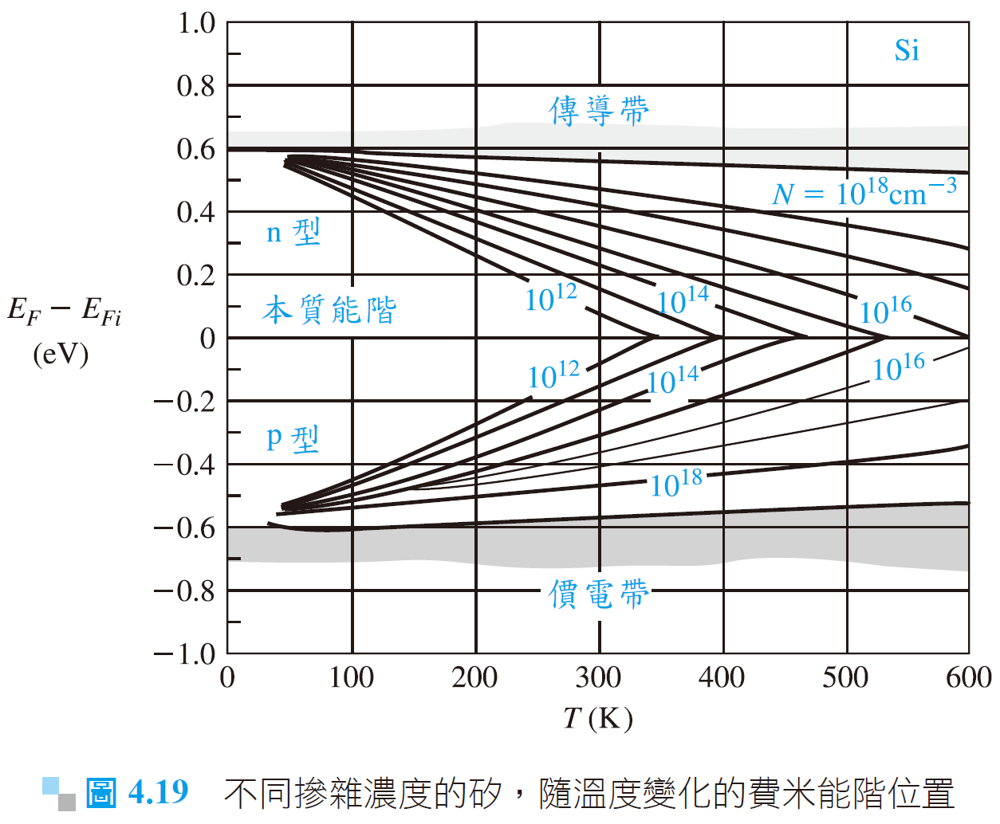 1.0
Si
0.8
傳導帶
0.6
N = 10¹⁸cm⁻³
0.4
n 型
0.2
10¹²
10¹⁴
10¹⁶
本質能階
E_F − E_Fi
(eV)
0
10¹²
10¹⁴
10¹⁶
−0.2
p 型
−0.4
10¹⁸
−0.6
價電帶
−0.8
−1.0
0 100 200 300 400 500 600
T (K)
圖 4.19 不同摻雜濃度的矽,隨溫度變化的費米能階位置